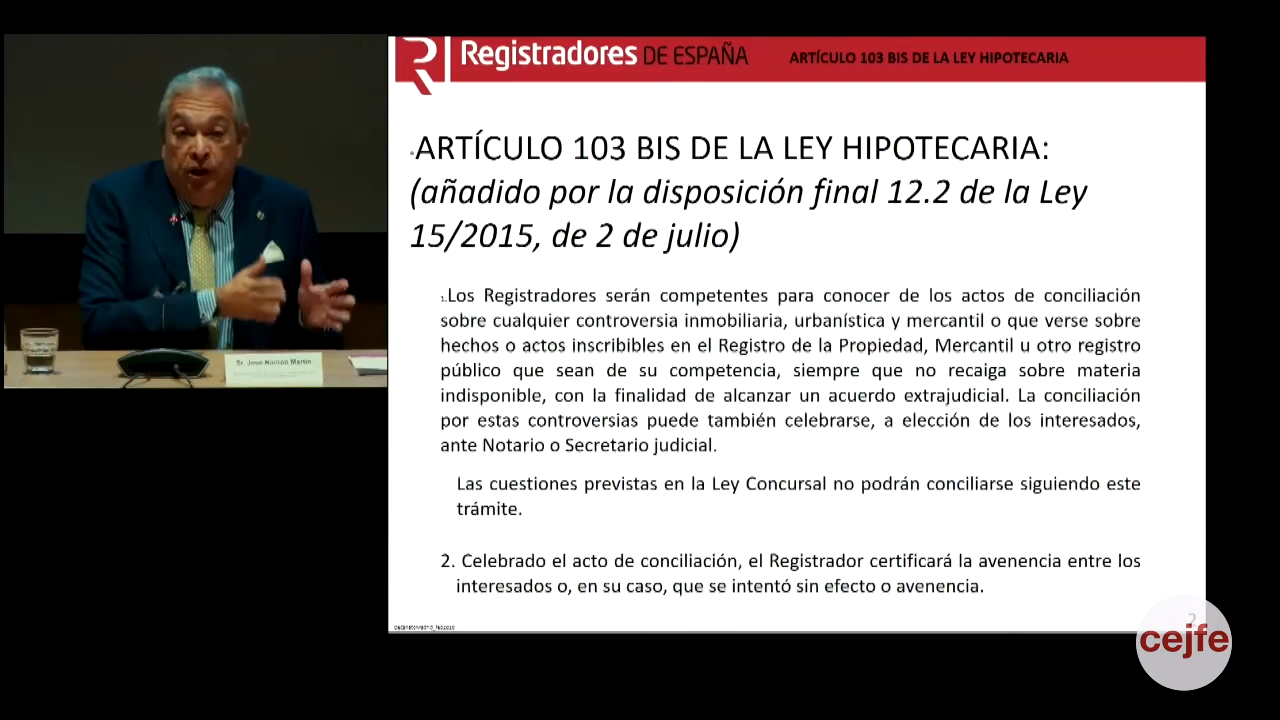 Registradores DE ESPAÑA
ARTÍCULO 103 BIS DE LA LEY HIPOTECARIA
ARTÍCULO 103 BIS DE LA LEY HIPOTECARIA:
(añadido por la disposición final 12.2 de la Ley
15/2015, de 2 de julio)
1.Los Registradores serán competentes para conocer de los actos de conciliación
sobre cualquier controversia inmobiliaria, urbanística y mercantil o que verse sobre
hechos o actos inscribibles en el Registro de la Propiedad, Mercantil u otro registro
público que sean de su competencia, siempre que no recaiga sobre materia
indisponible, con la finalidad de alcanzar un acuerdo extrajudicial. La conciliación
por estas controversias puede también celebrarse, a elección de los interesados,
ante Notario o Secretario judicial.
Las cuestiones previstas en la Ley Concursal no podrán conciliarse siguiendo este
trámite.
2. Celebrado el acto de conciliación, el Registrador certificará la avenencia entre los
interesados o, en su caso, que se intentó sin efecto o avenencia.
2
cejfe
Sr. Martín